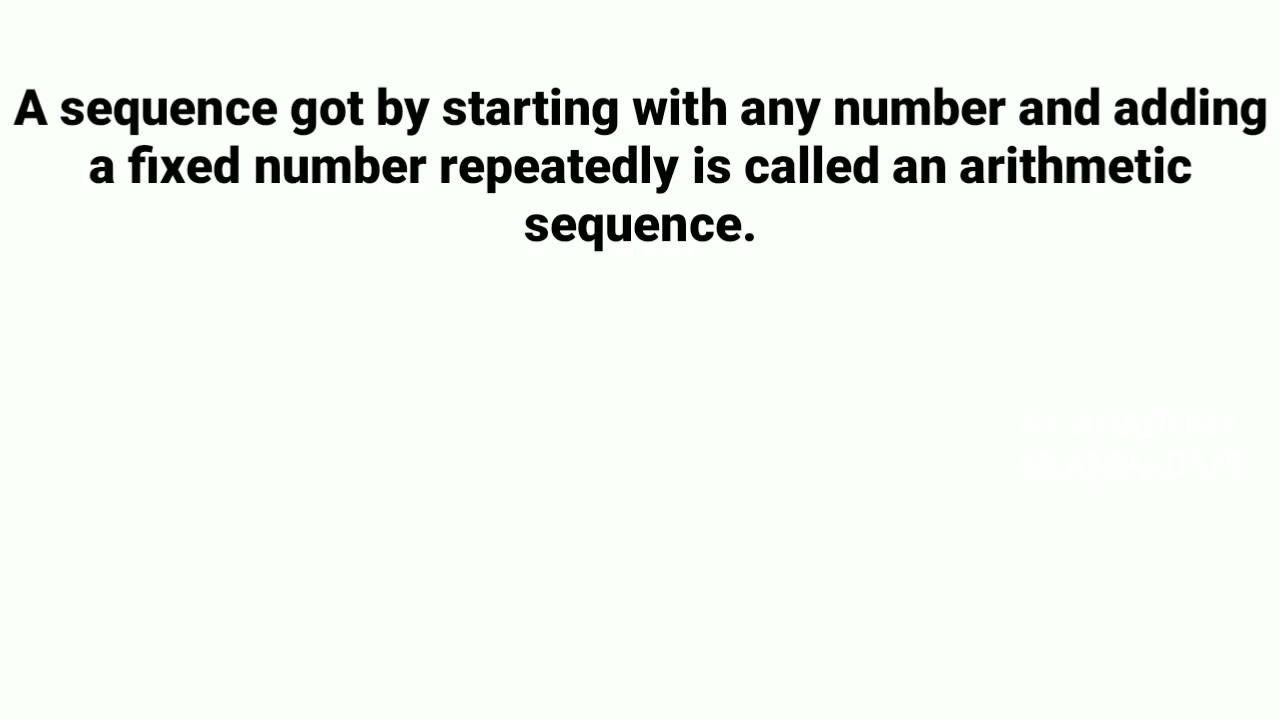 A sequence got by starting with any number and adding
a fixed number repeatedly is called an arithmetic
sequence.